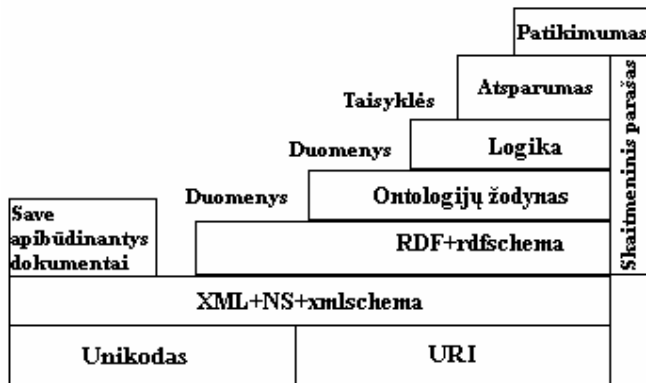 Patikimumas
Atsparumas
Taisyklės
Skaitmeninis parašas
Logika
Duomenys
Ontologijų žodynas
Duomenys
Save
apibūdinantys
dokumentai
RDF+rdfschema
XML+NS+xmlschema
Unikodas
URI